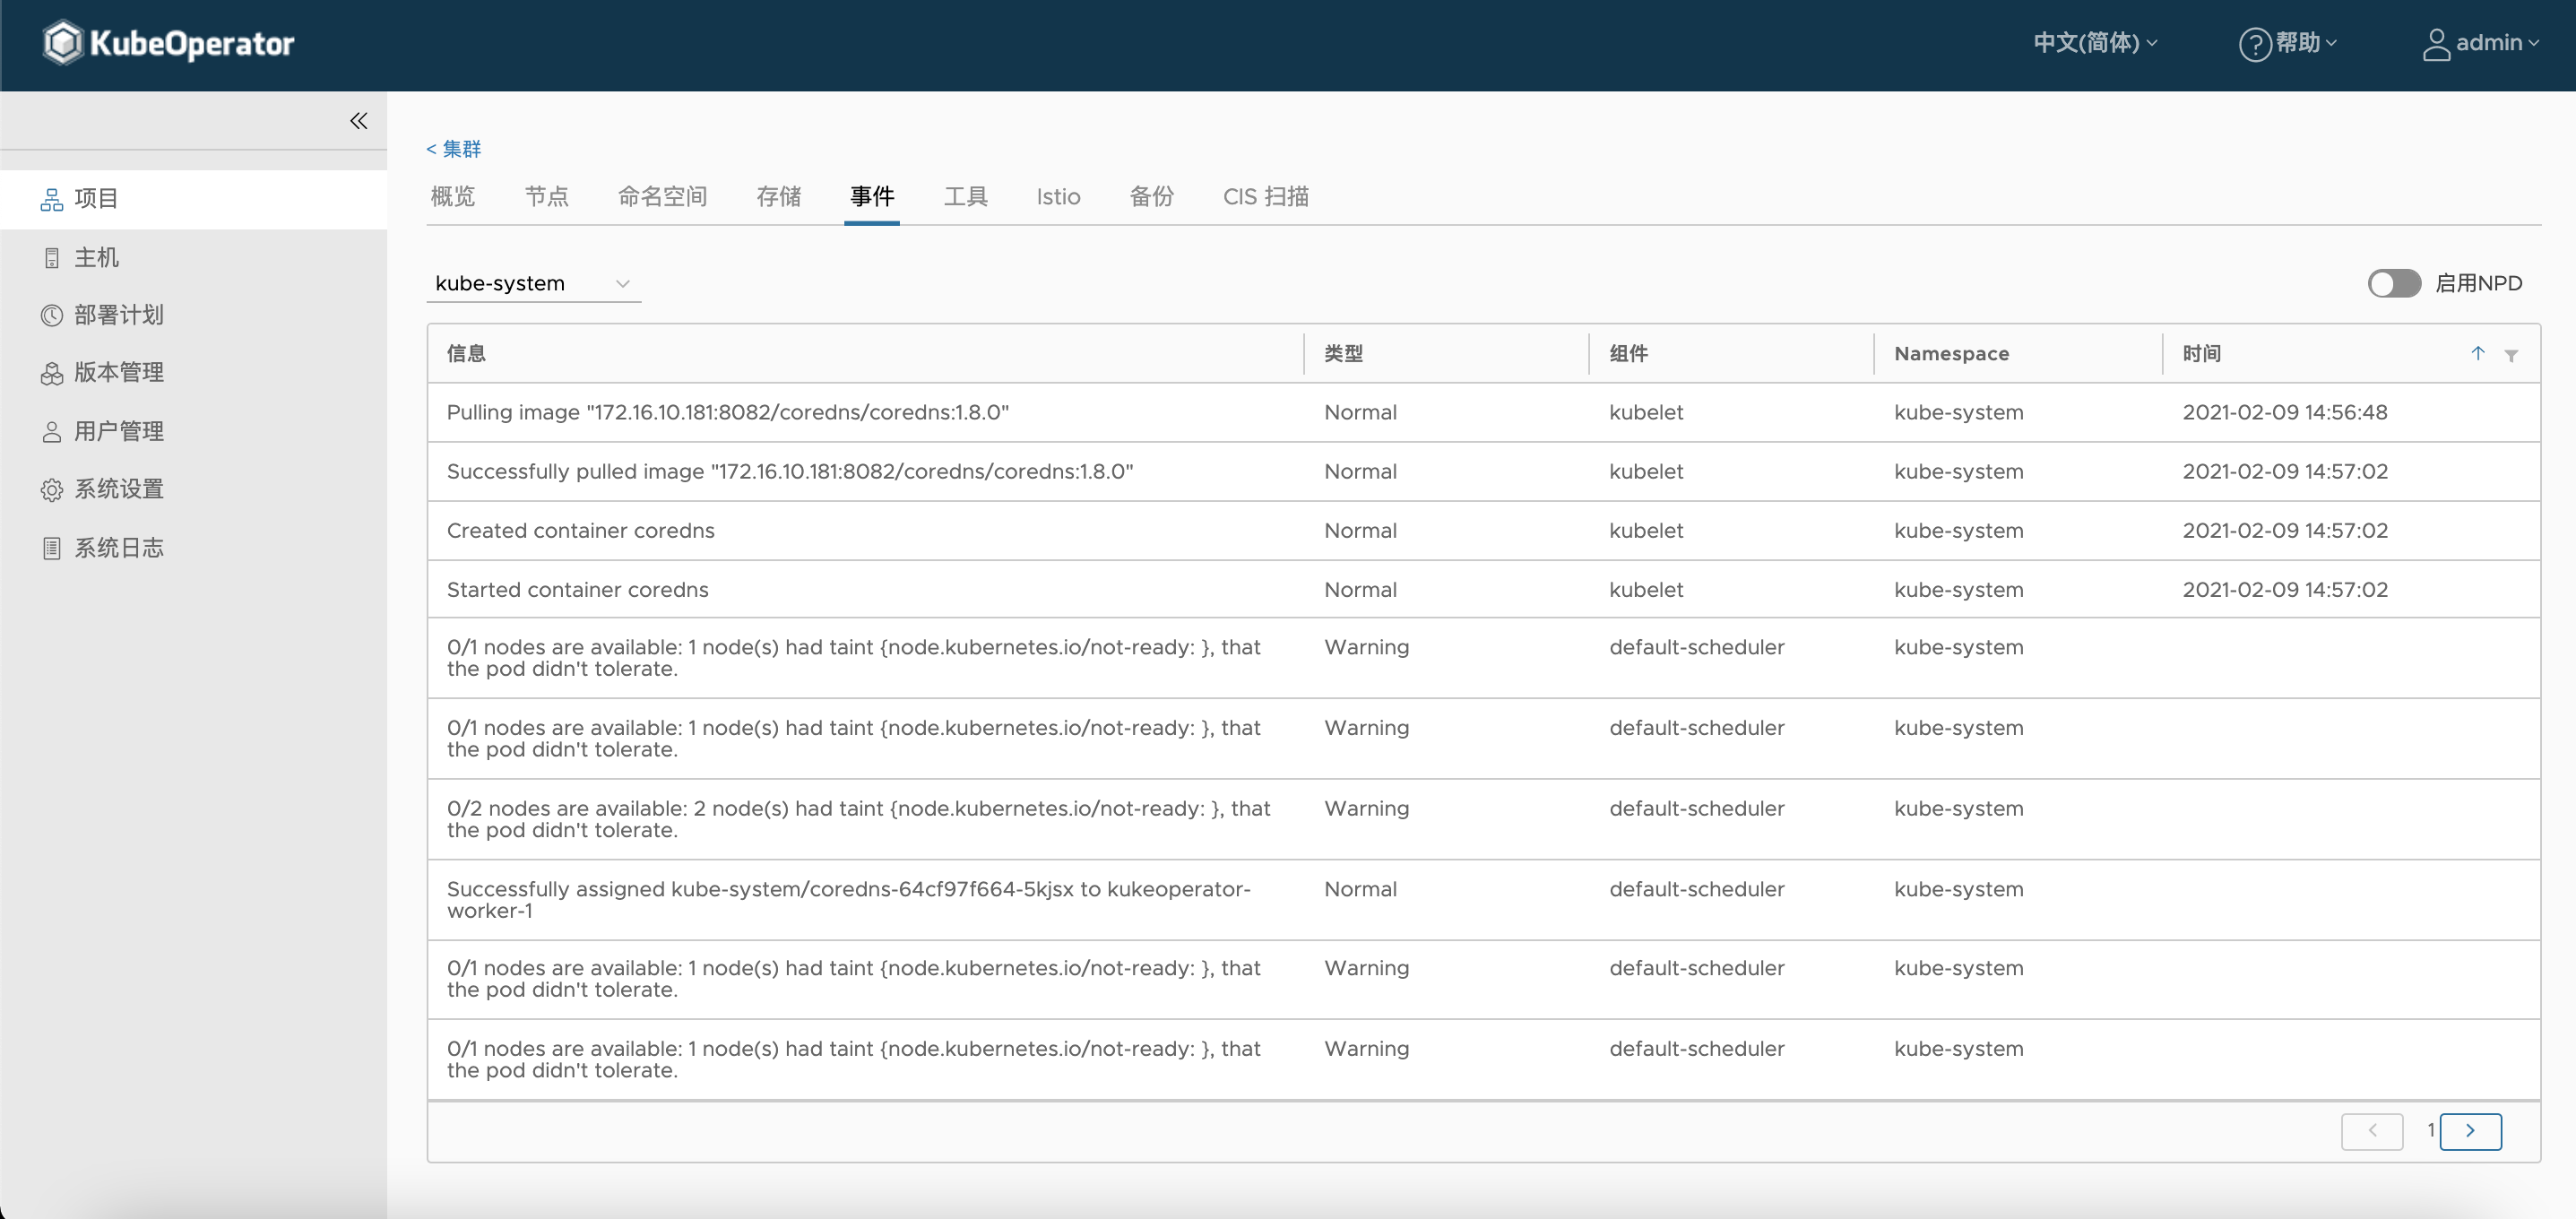 KubeOperator
中文(简体)
帮助
admin
项目
主机
部署计划
版本管理
用户管理
系统设置
系统日志
< 集群
概览 节点 命名空间 存储 事件 工具 Istio 备份 CIS 扫描
kube-system
启用NPD
信息 类型 组件 Namespace 时间
Pulling image "172.16.10.181:8082/coredns/coredns:1.8.0" Normal kubelet kube-system 2021-02-09 14:56:48
Successfully pulled image "172.16.10.181:8082/coredns/coredns:1.8.0" Normal kubelet kube-system 2021-02-09 14:57:02
Created container coredns Normal kubelet kube-system 2021-02-09 14:57:02
Started container coredns Normal kubelet kube-system 2021-02-09 14:57:02
0/1 nodes are available: 1 node(s) had taint {node.kubernetes.io/not-ready: }, that Warning default-scheduler kube-system
the pod didn't tolerate.
0/1 nodes are available: 1 node(s) had taint {node.kubernetes.io/not-ready: }, that Warning default-scheduler kube-system
the pod didn't tolerate.
0/2 nodes are available: 2 node(s) had taint {node.kubernetes.io/not-ready: }, that Warning default-scheduler kube-system
the pod didn't tolerate.
Successfully assigned kube-system/coredns-64cf97f664-5kjsx to kukeoperator- Normal default-scheduler kube-system
worker-1
0/1 nodes are available: 1 node(s) had taint {node.kubernetes.io/not-ready: }, that Warning default-scheduler kube-system
the pod didn't tolerate.
0/1 nodes are available: 1 node(s) had taint {node.kubernetes.io/not-ready: }, that Warning default-scheduler kube-system
the pod didn't tolerate.
1